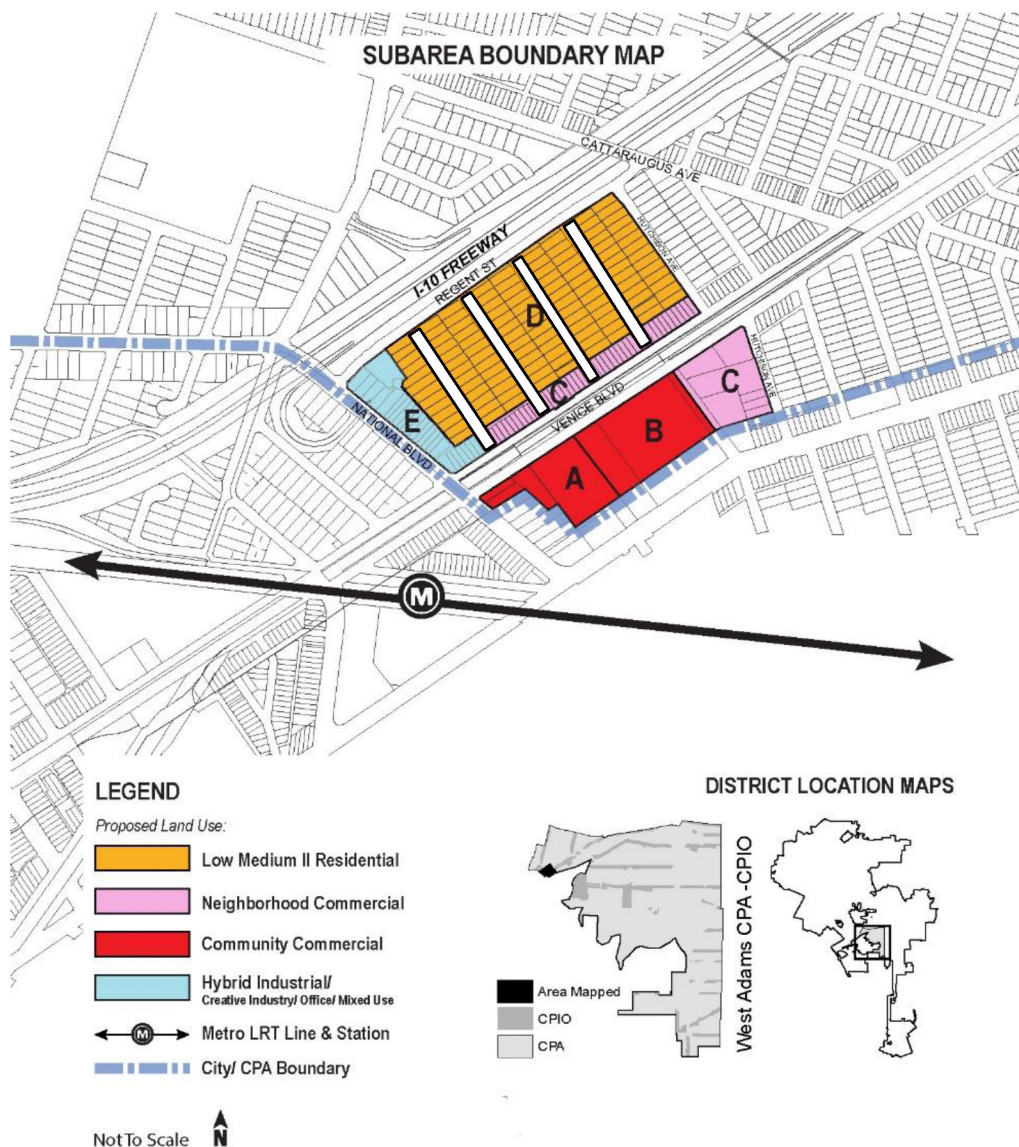 SUBAREA BOUNDARY MAP
CATTARAUGUS AVE
I-10 FREEWAY
REGENT ST
HUTCHISON AVE
D
C
VENICE BLVD
HUTCHISON AVE
C
E
NATIONAL BLVD
B
A
M
LEGEND
Proposed Land Use:
Low Medium II Residential
Neighborhood Commercial
Community Commercial
Hybrid Industrial/
Creative Industry/ Office/ Mixed Use
M
Metro LRT Line & Station
City/ CPA Boundary
Not To Scale
N
DISTRICT LOCATION MAPS
Area Mapped
CPIO
CPA
West Adams CPA -CPIO